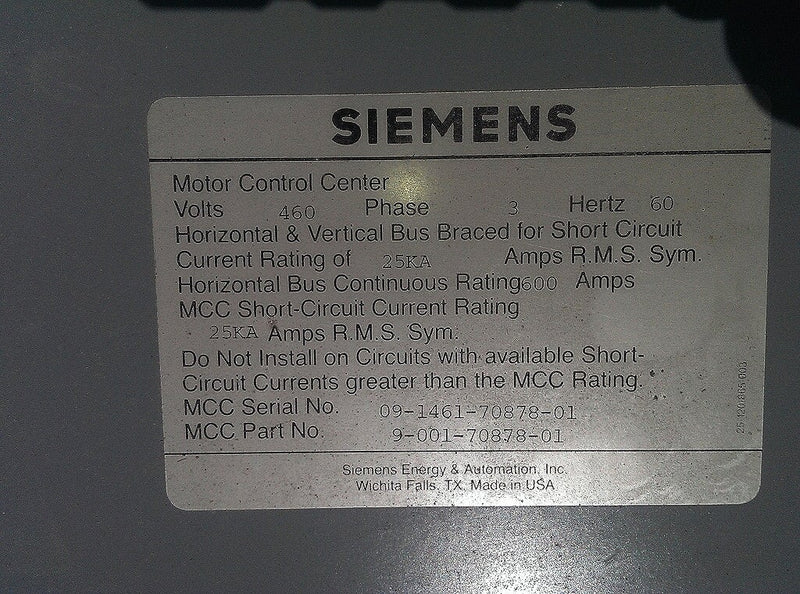 SIEMENS
Motor Control Center
Volts 460 Phase 3 Hertz 60
Horizontal & Vertical Bus Braced for Short Circuit
Current Rating of 25KA Amps R.M.S. Sym.
Horizontal Bus Continuous Rating 600 Amps
MCC Short-Circuit Current Rating
25KA Amps R.M.S. Sym.
Do Not Install on Circuits with available Short-
Circuit Currents greater than the MCC Rating.
MCC Serial No. 09-1461-70878-01
MCC Part No. 9-001-70878-01
Siemens Energy & Automation, Inc.
Wichita Falls, TX, Made in USA